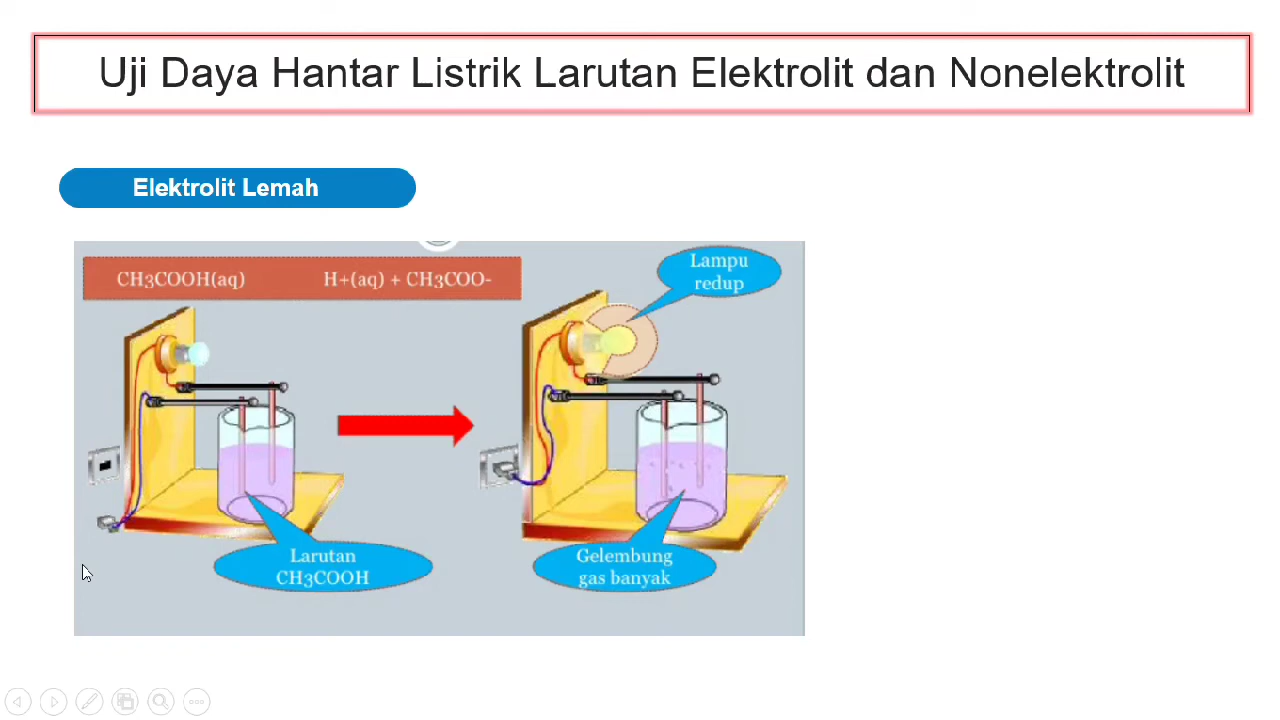 Uji Daya Hantar Listrik Larutan Elektrolit dan Nonelektrolit
Elektrolit Lemah
CH3COOH(aq) H+(aq) + CH3COO-
Lampu
redup
Larutan
CH3COOH
Gelembung
gas banyak